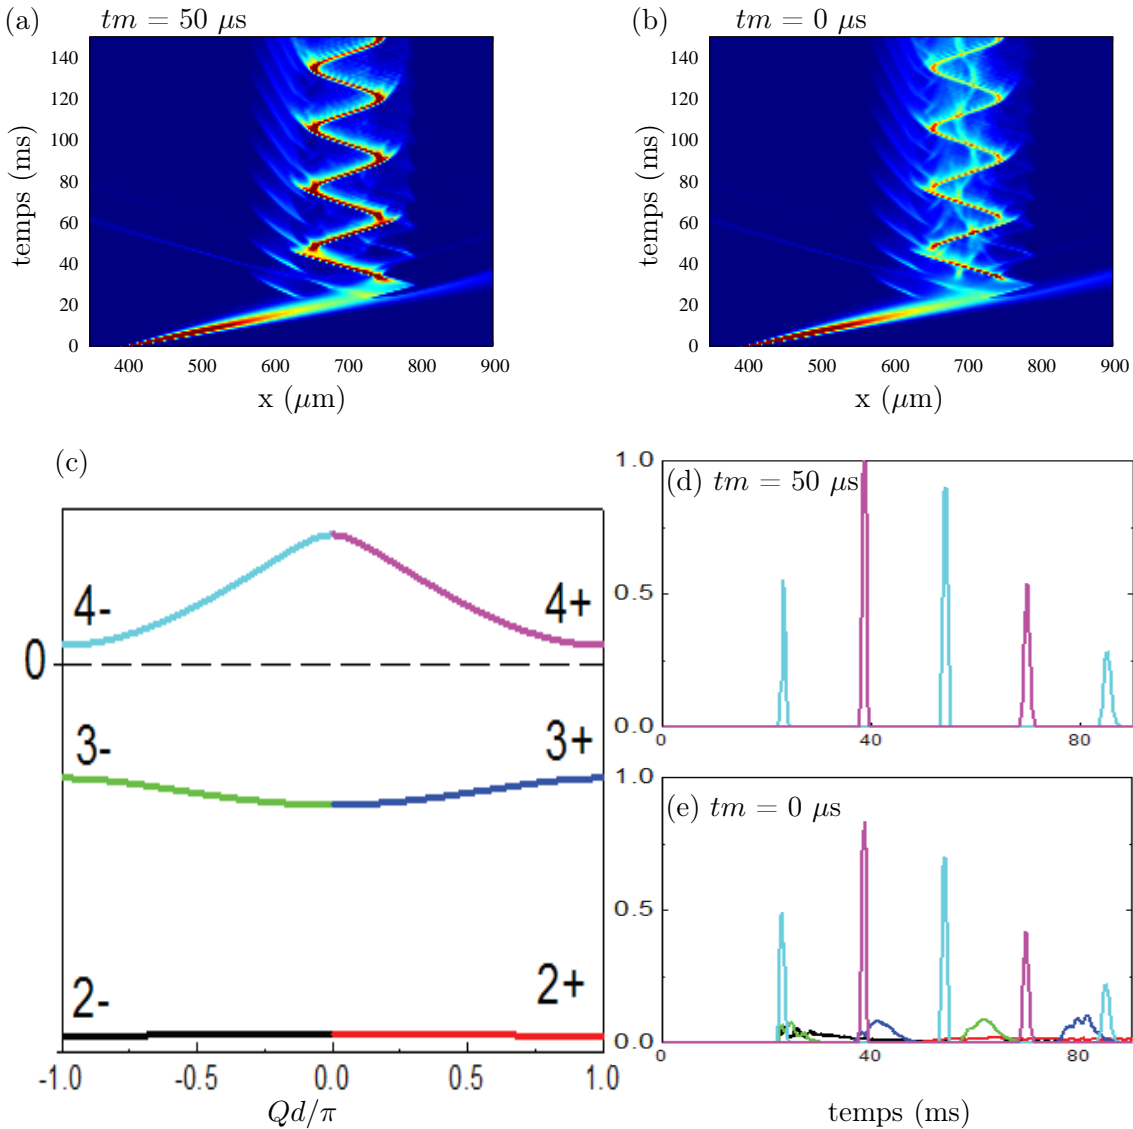 (a) tm = 50 μs
(b) tm = 0 μs
140
120
100
80
60
40
20
0
temps (ms)
400 500 600 700 800 900
x (μm)
140
120
100
80
60
40
20
0
temps (ms)
400 500 600 700 800 900
x (μm)
(c)
4- 4+
0
3- 3+
2- 2+
-1.0 -0.5 0.0 0.5 1.0
Qd/π
1.0
(d) tm = 50 μs
0.5
0.0
0 40 80
1.0
(e) tm = 0 μs
0.5
0.0
0 40 80
temps (ms)